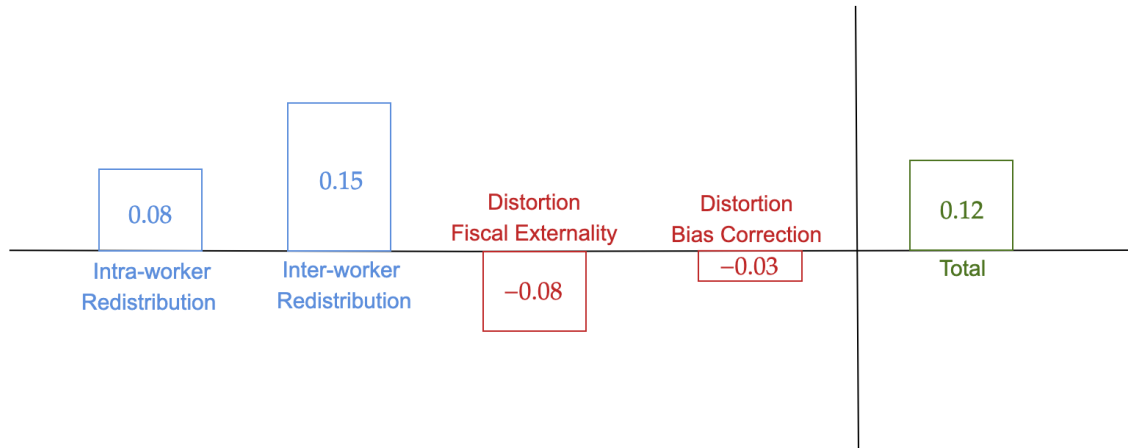 0.08
Intra-worker
Redistribution
0.15
Inter-worker
Redistribution
Distortion
Fiscal Externality
−0.08
Distortion
Bias Correction
−0.03
0.12
Total